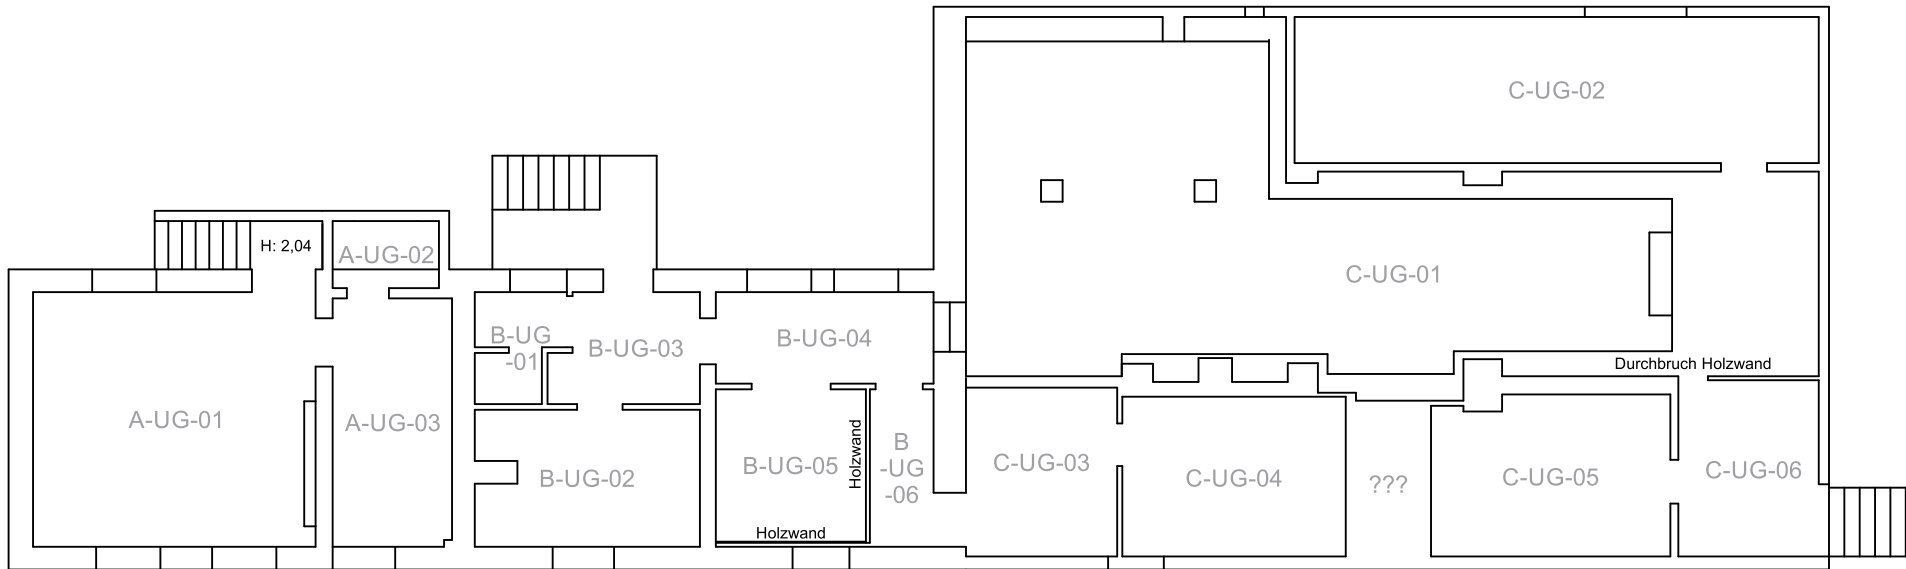 C-UG-02
H: 2,04
A-UG-02
C-UG-01
B-UG
-01
B-UG-03
B-UG-04
Durchbruch Holzwand
A-UG-01
A-UG-03
B-UG-02
B-UG-05
Holzwand
Holzwand
B
-UG
-06
C-UG-03
C-UG-04
???
C-UG-05
C-UG-06